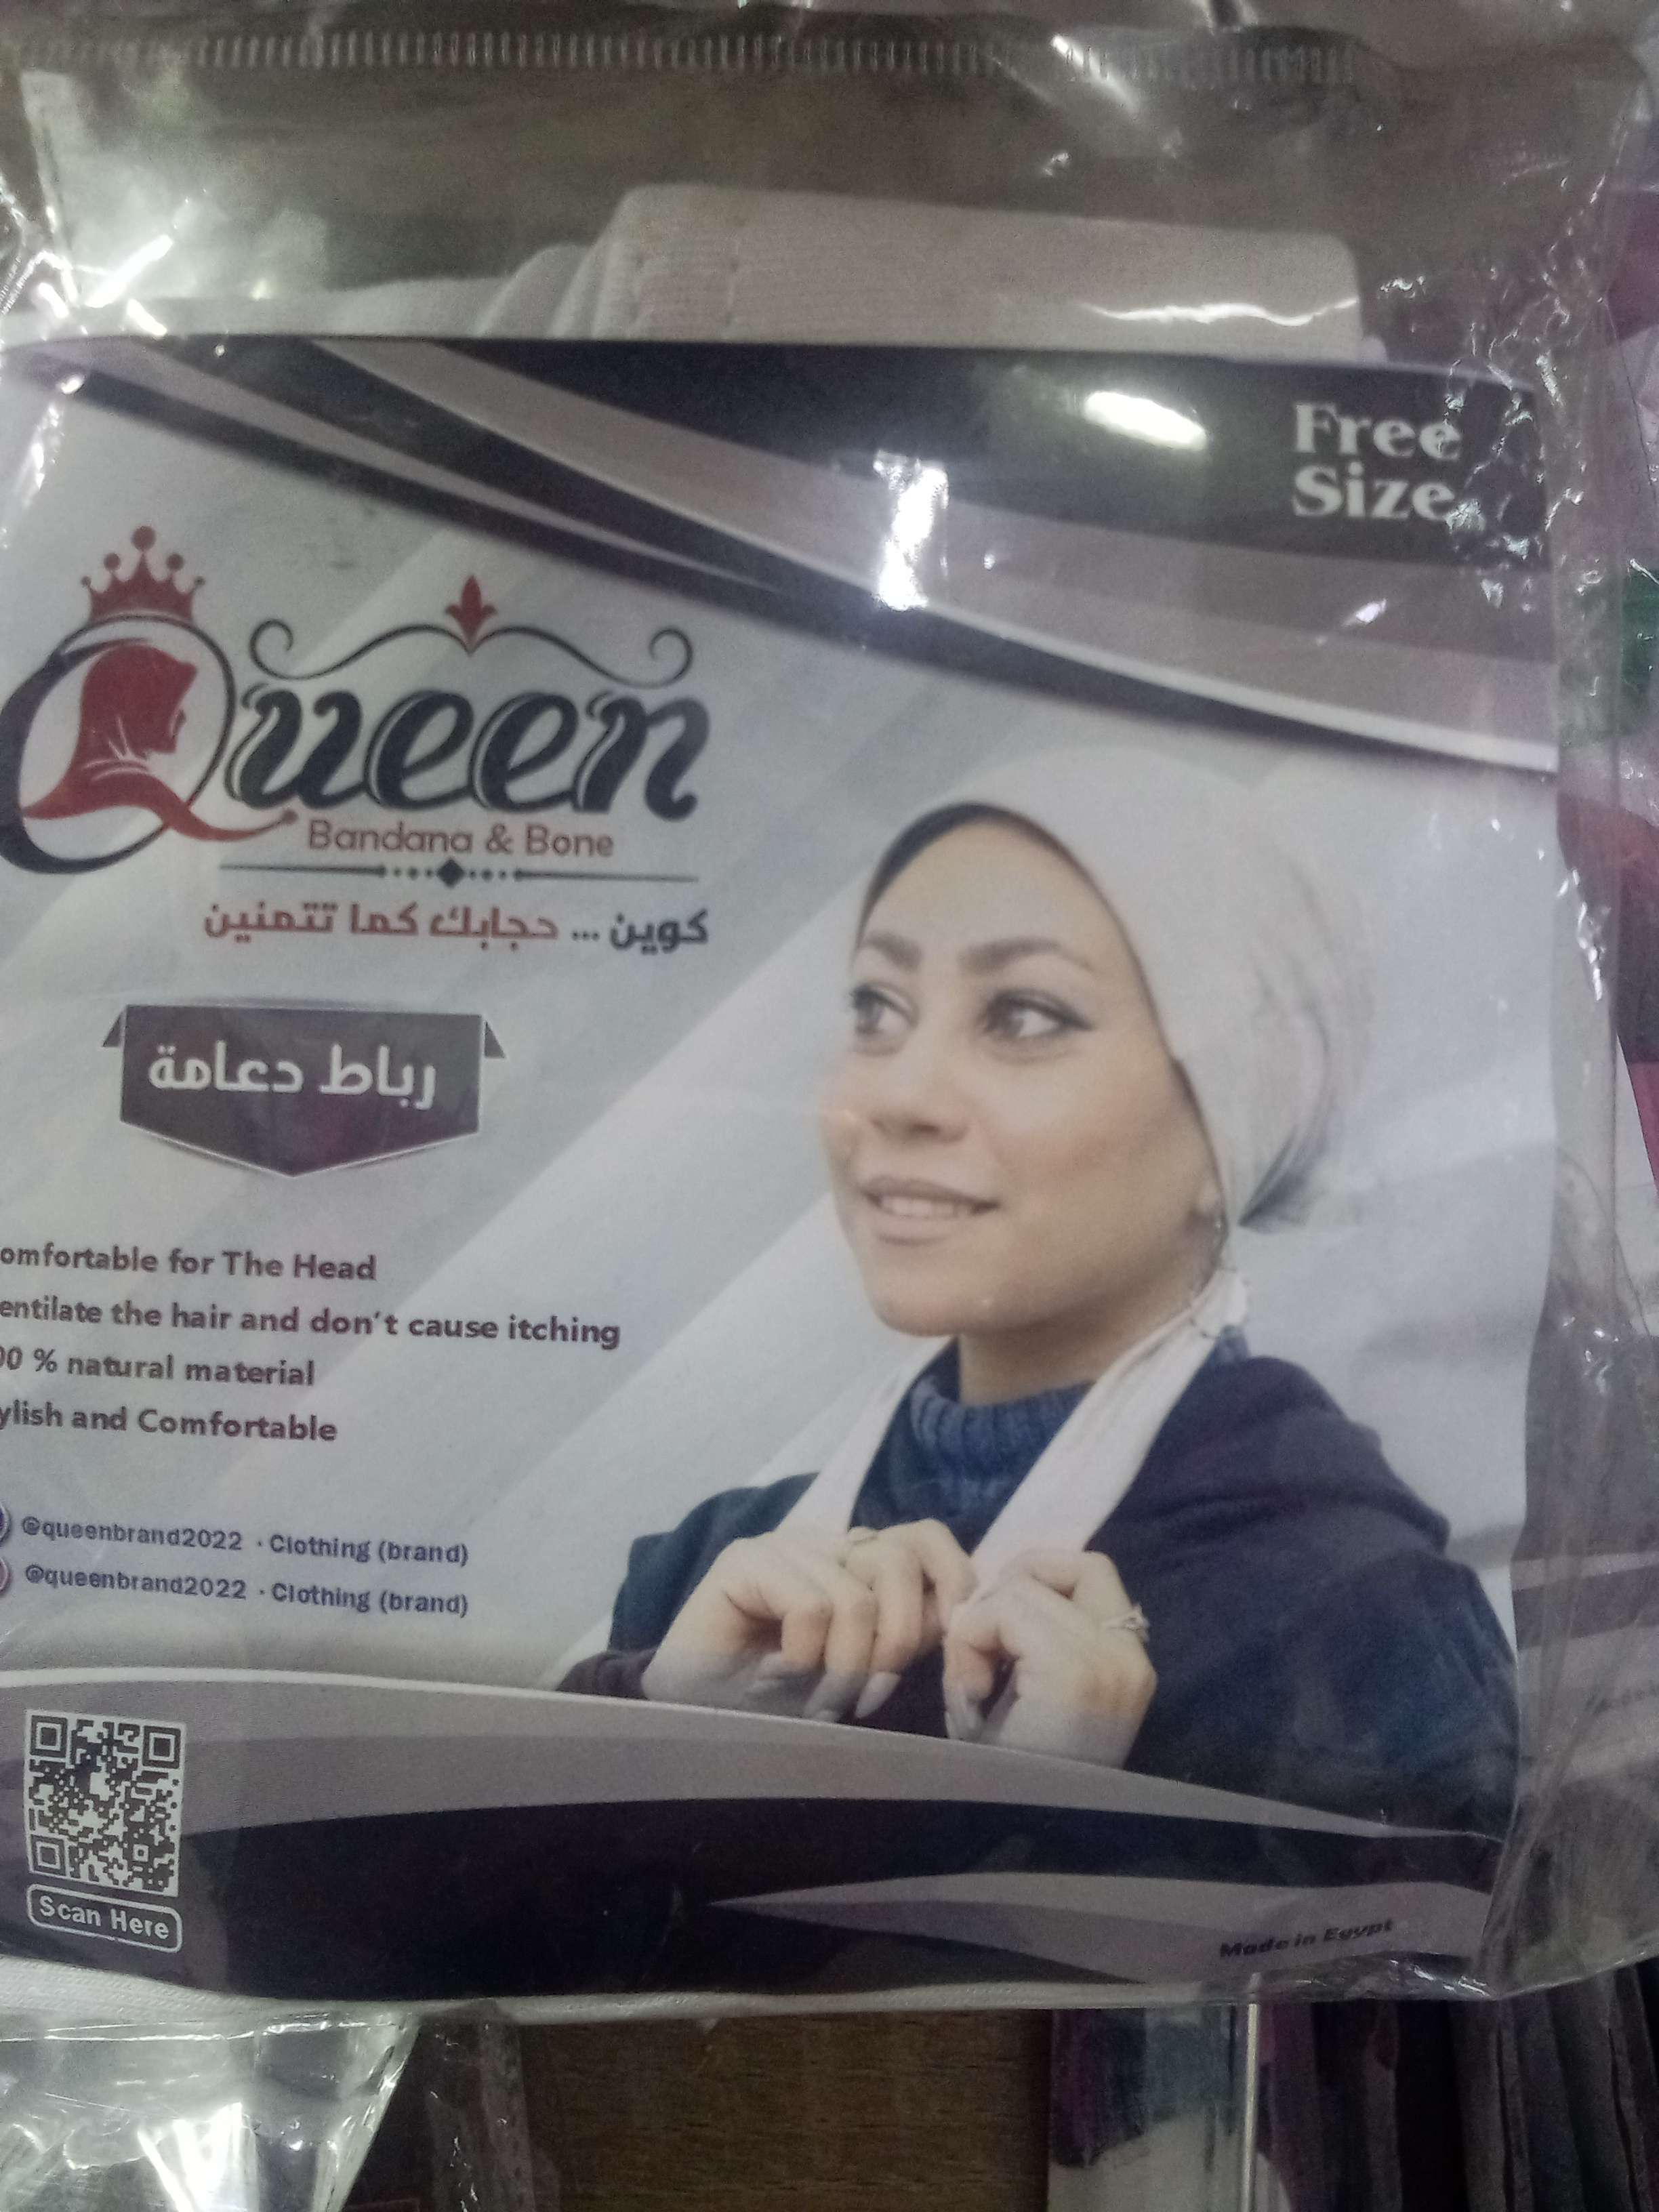 Free
Size
Queen
Bandana & Bone
كوين ... حجابك كما تتمنين
رباط دعامة
omfortable for The Head
entilate the hair and don't cause itching
00 % natural material
ylish and Comfortable
@queenbrand2022 · Clothing (brand)
@queenbrand2022 · Clothing (brand)
Scan Here
Made in Egypt